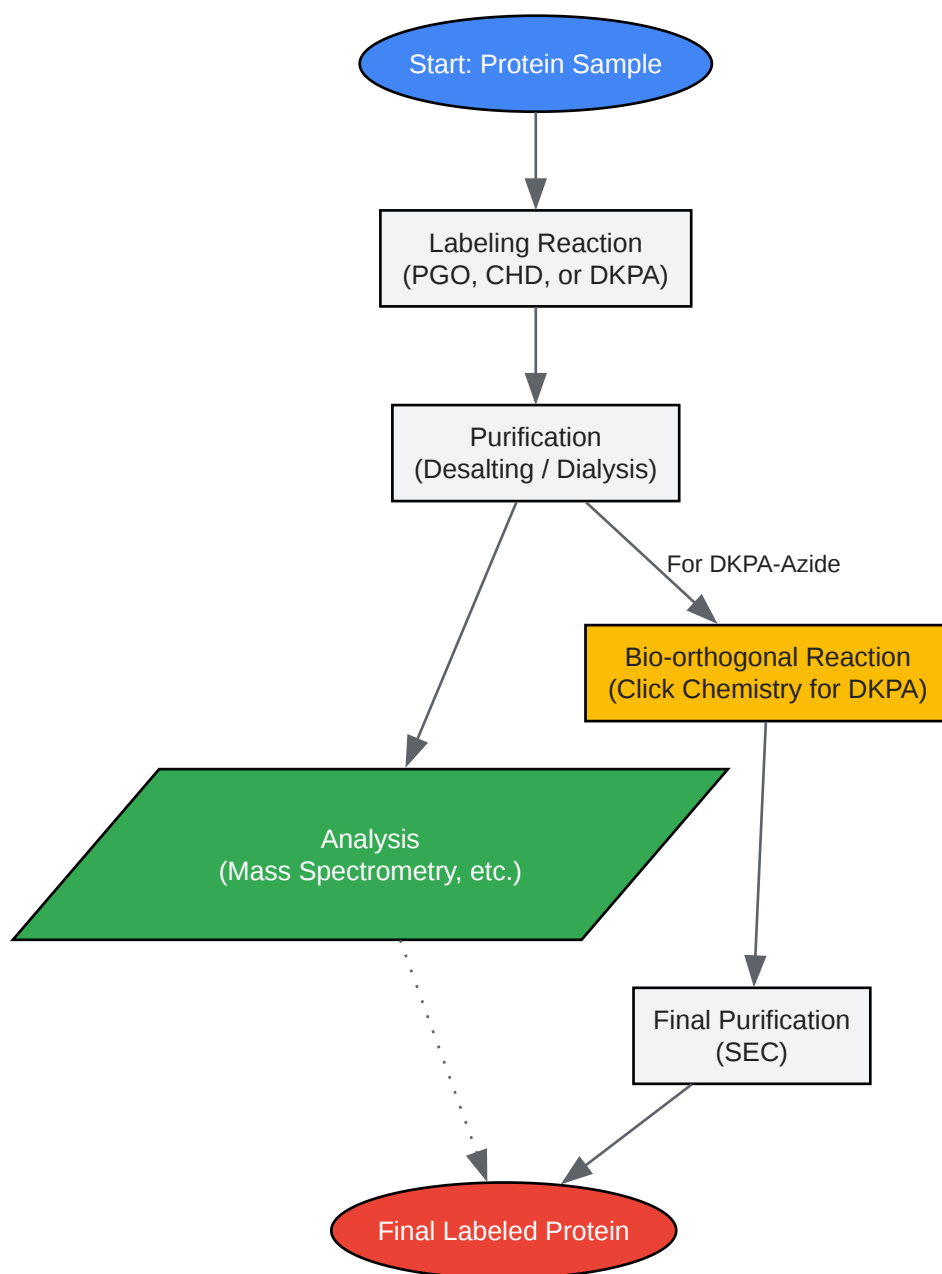 Start: Protein Sample
Labeling Reaction
(PGO, CHD, or DKPA)
Purification
(Desalting / Dialysis)
For DKPA-Azide
Bio-orthogonal Reaction
(Click Chemistry for DKPA)
Analysis
(Mass Spectrometry, etc.)
Final Purification
(SEC)
Final Labeled Protein